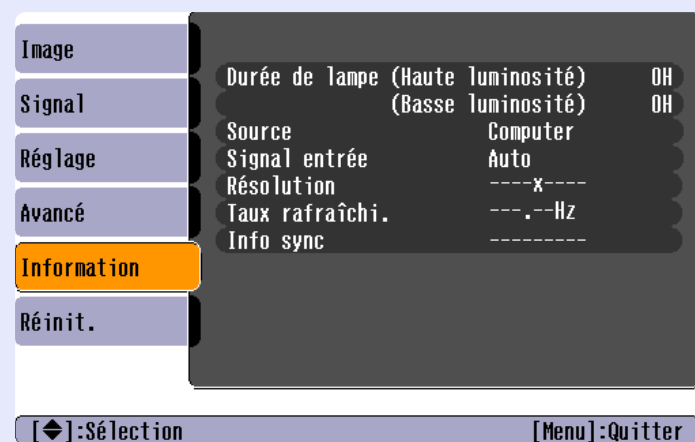 Image
Signal
Réglage
Avancé
Information
Réinit.
Durée de lampe (Haute luminosité) 0H
(Basse luminosité) 0H
Source Computer
Signal entrée Auto
Résolution ----x----
Taux rafraîchi. ---.--Hz
Info sync ---------
[◆]:Sélection [Menu]:Quitter